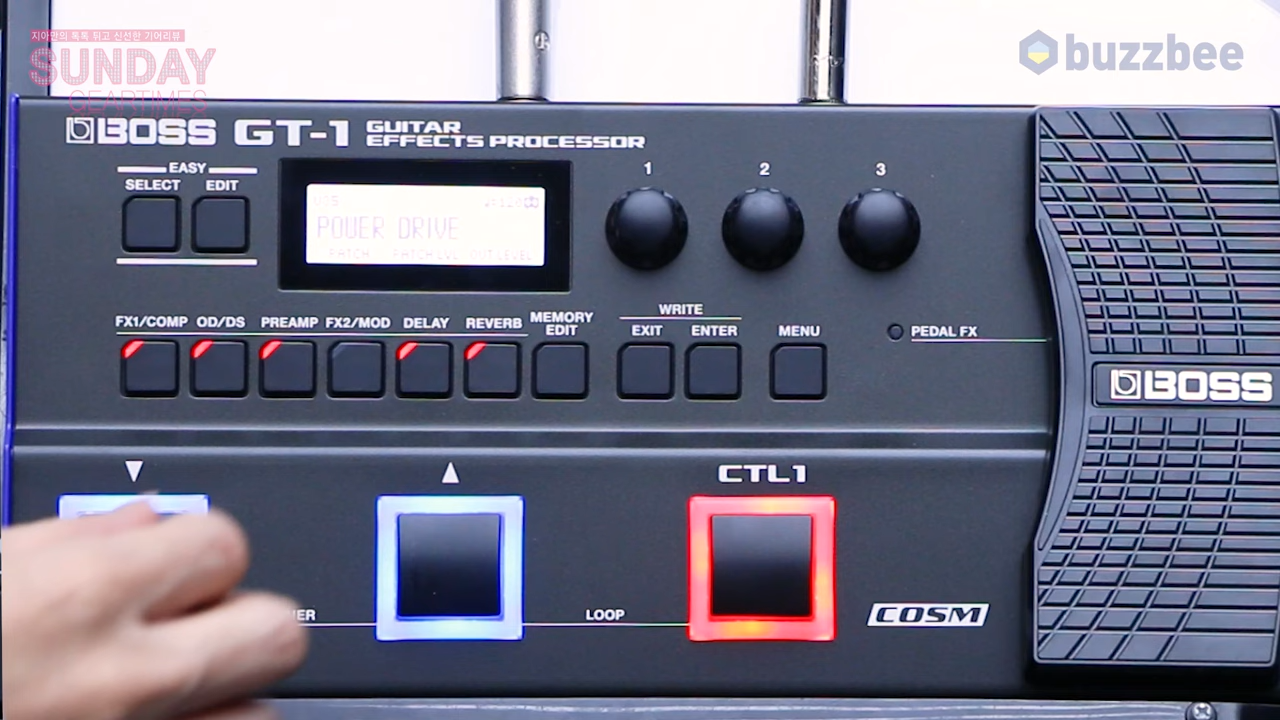 지아만의 톡톡 튀고 신선한 기어리뷰
SUNDAY
GEARTIMES
buzzbee
BOSS GT-1 GUITAR
EFFECTS PROCESSOR
EASY
SELECT EDIT
POWER DRIVE
1 2 3
FX1/COMP OD/DS PREAMP FX2/MOD DELAY REVERB MEMORY
EDIT
WRITE
EXIT ENTER
MENU
PEDAL FX
BOSS
▼ ▲ CTL1
LOOP
COSM